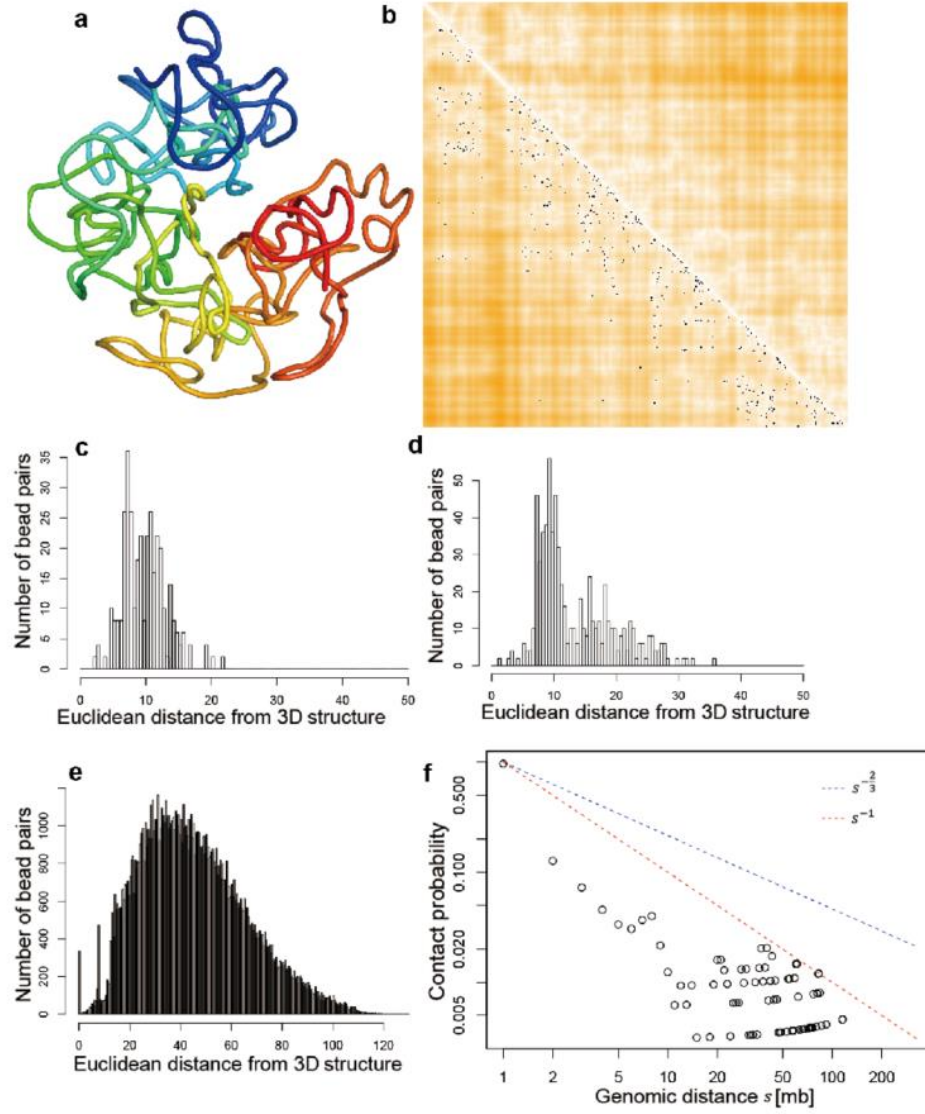 a
b
c
Number of bead pairs
35
30
25
20
15
10
5
0
0 10 20 30 40 50
Euclidean distance from 3D structure
d
Number of bead pairs
50
40
30
20
10
0
0 10 20 30 40 50
Euclidean distance from 3D structure
e
Number of bead pairs
1000
800
600
400
200
0
0 20 40 60 80 100 120
Euclidean distance from 3D structure
f
Contact probability
0.500
0.100
0.020
0.005
s^{-2/3}
s^{-1}
1 2 5 10 20 50 100 200
Genomic distance s [mb]